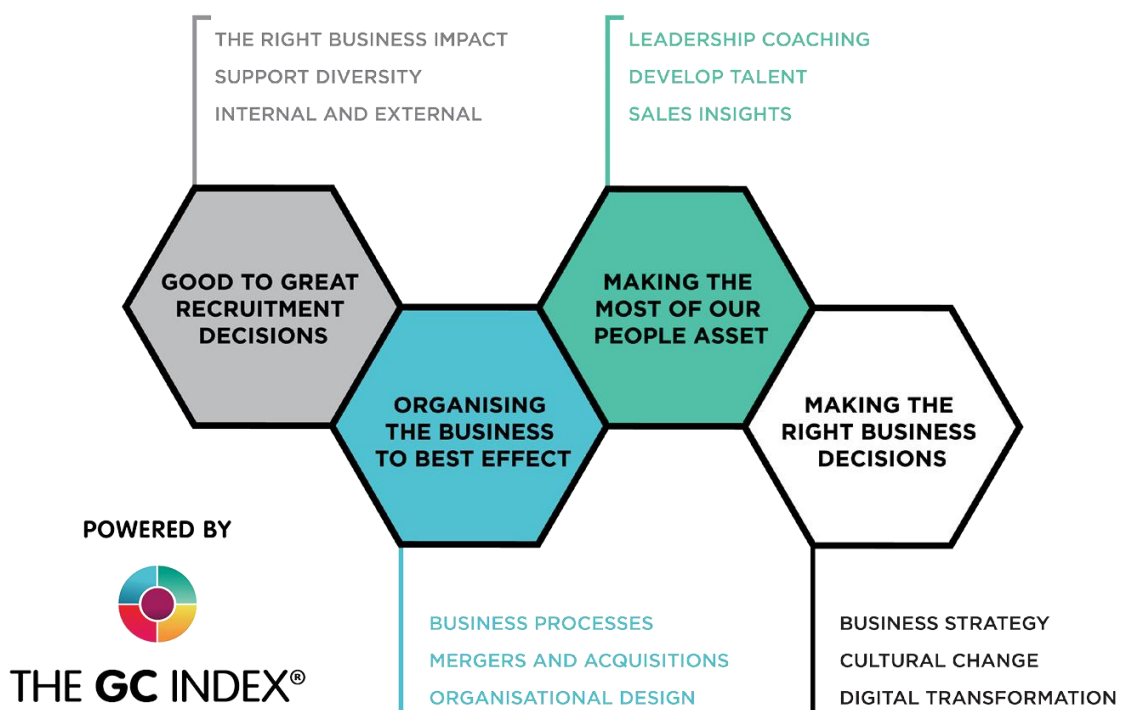 THE RIGHT BUSINESS IMPACT
SUPPORT DIVERSITY
INTERNAL AND EXTERNAL
LEADERSHIP COACHING
DEVELOP TALENT
SALES INSIGHTS
GOOD TO GREAT
RECRUITMENT
DECISIONS
ORGANISING
THE BUSINESS
TO BEST EFFECT
MAKING THE
MOST OF OUR
PEOPLE ASSET
MAKING THE
RIGHT BUSINESS
DECISIONS
POWERED BY
THE GC INDEX®
BUSINESS PROCESSES
MERGERS AND ACQUISITIONS
ORGANISATIONAL DESIGN
BUSINESS STRATEGY
CULTURAL CHANGE
DIGITAL TRANSFORMATION